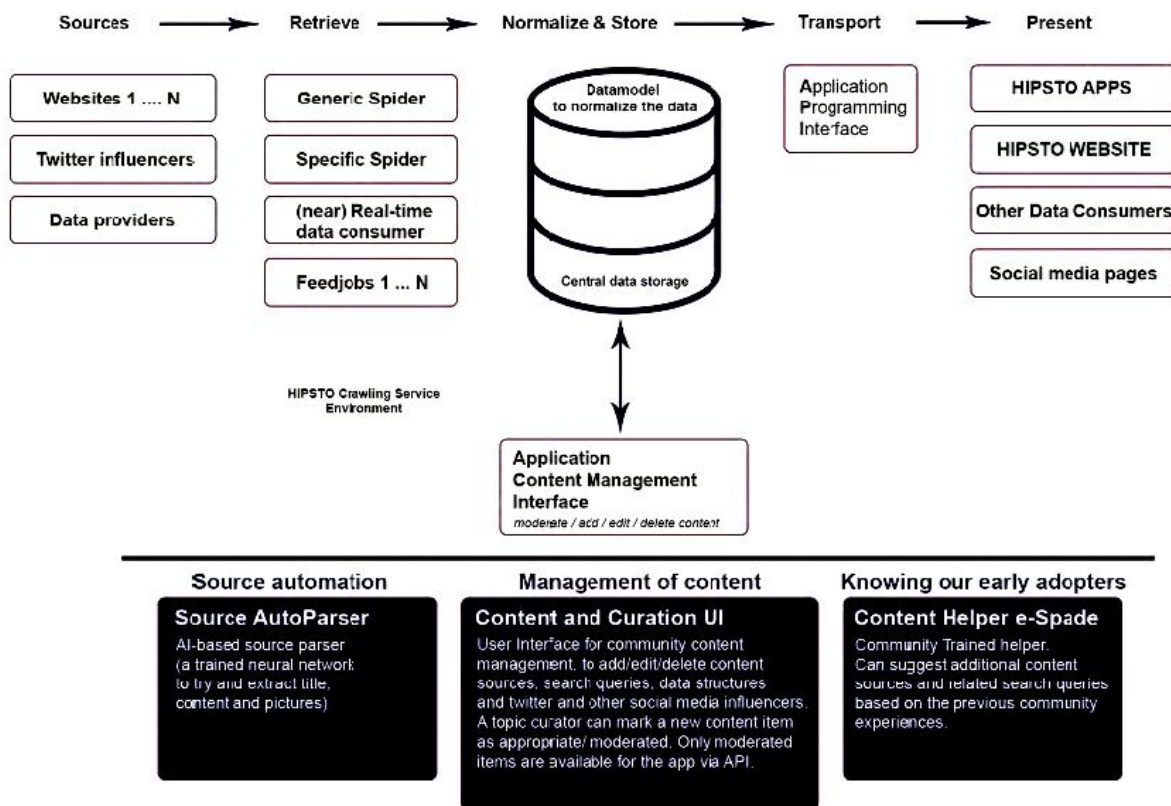 Sources
Retrieve
Normalize & Store
Transport
Present
Websites 1 .... N
Twitter influencers
Data providers
Generic Spider
Specific Spider
(near) Real-time
data consumer
Feedjobs 1 ... N
Datamodel
to normalize the data
Central data storage
Application
Programming
Interface
HIPSTO APPS
HIPSTO WEBSITE
Other Data Consumers
Social media pages
HIPSTO Crawling Service
Environment
Application
Content Management
Interface
moderate / add / edit / delete content
Source automation
Source AutoParser
AI-based source parser
(a trained neural network
to try and extract title,
content and pictures)
Management of content
Content and Curation UI
User Interface for community content
management, to add/edit/delete content
sources, search queries, data structures
and twitter and other social media influencers.
A topic curator can mark a new content item
as appropriate/ moderated. Only moderated
items are available for the app via API.
Knowing our early adopters
Content Helper e-Spade
Community Trained helper.
Can suggest additional content
sources and related search queries
based on the previous community
experiences.